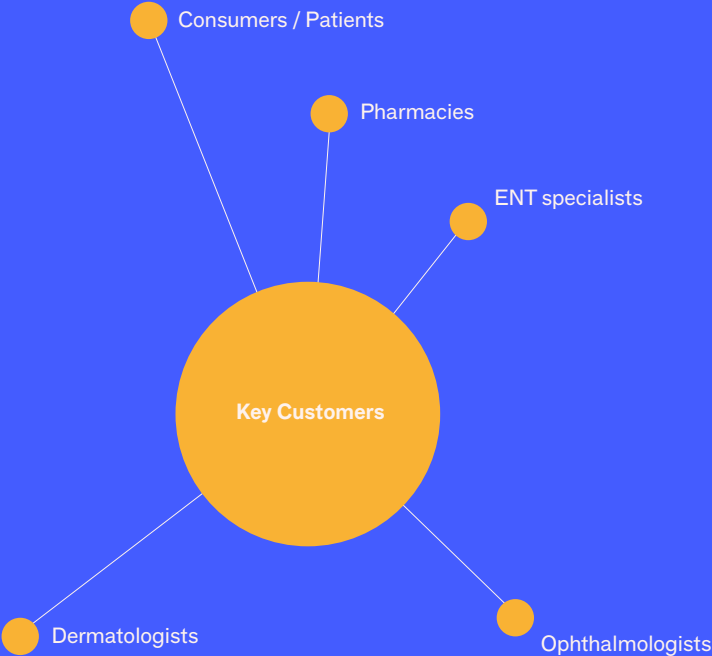 Consumers / Patients
Pharmacies
ENT specialists
Key Customers
Dermatologists
Ophthalmologists